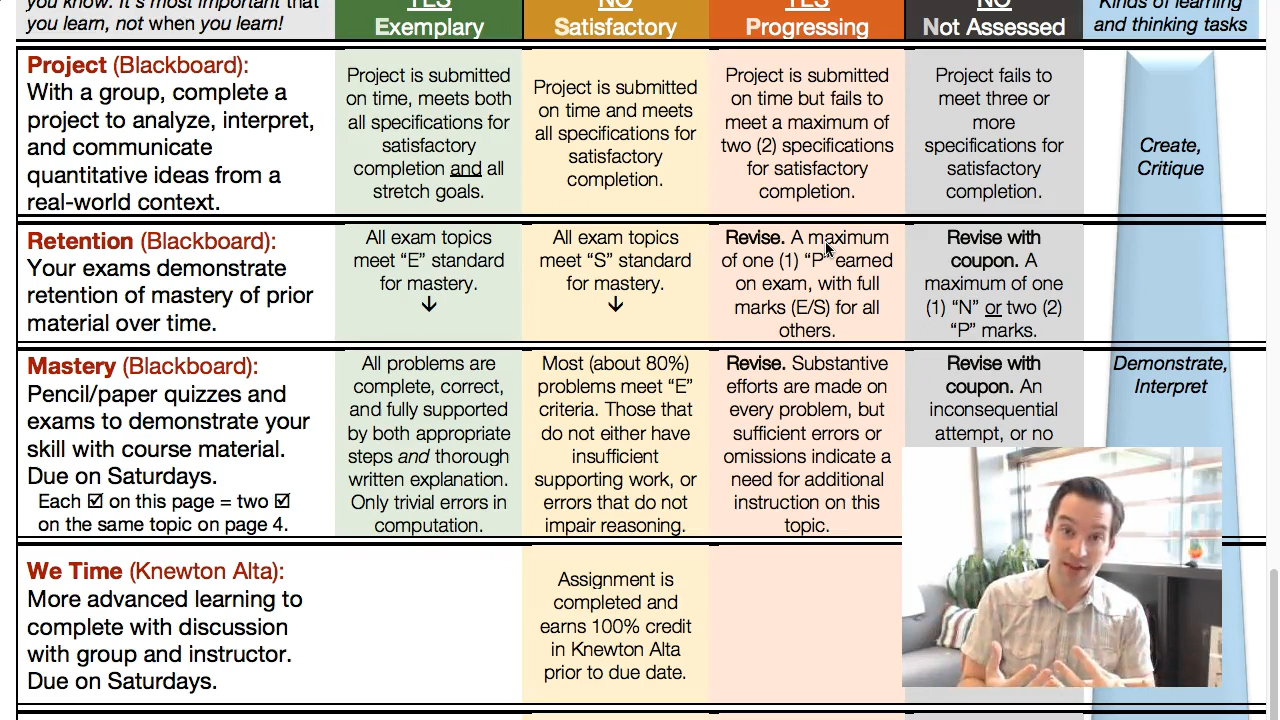 you know. It's most important that
you learn, not when you learn!
YES
Exemplary
NO
Satisfactory
YES
Progressing
NO
Not Assessed
Kinds of learning
and thinking tasks
Project (Blackboard):
With a group, complete a
project to analyze, interpret,
and communicate
quantitative ideas from a
real-world context.
Project is submitted
on time, meets both
all specifications for
satisfactory
completion and all
stretch goals.
Project is submitted
on time and meets
all specifications for
satisfactory
completion.
Project is submitted
on time but fails to
meet a maximum of
two (2) specifications
for satisfactory
completion.
Project fails to
meet three or
more
specifications for
satisfactory
completion.
Create,
Critique
Retention (Blackboard):
Your exams demonstrate
retention of mastery of prior
material over time.
All exam topics
meet “E” standard
for mastery.
↓
All exam topics
meet “S” standard
for mastery.
↓
Revise. A maximum
of one (1) “P” earned
on exam, with full
marks (E/S) for all
others.
Revise with
coupon. A
maximum of one
(1) “N” or two (2)
“P” marks.
Mastery (Blackboard):
Pencil/paper quizzes and
exams to demonstrate your
skill with course material.
Due on Saturdays.
Each ☑ on this page = two ☑
on the same topic on page 4.
All problems are
complete, correct,
and fully supported
by both appropriate
steps and thorough
written explanation.
Only trivial errors in
computation.
Most (about 80%)
problems meet “E”
criteria. Those that
do not either have
insufficient
supporting work, or
errors that do not
impair reasoning.
Revise. Substantive
efforts are made on
every problem, but
sufficient errors or
omissions indicate a
need for additional
instruction on this
topic.
Revise with
coupon. An
inconsequential
attempt, or no
Demonstrate,
Interpret
We Time (Knewton Alta):
More advanced learning to
complete with discussion
with group and instructor.
Due on Saturdays.
Assignment is
completed and
earns 100% credit
in Knewton Alta
prior to due date.